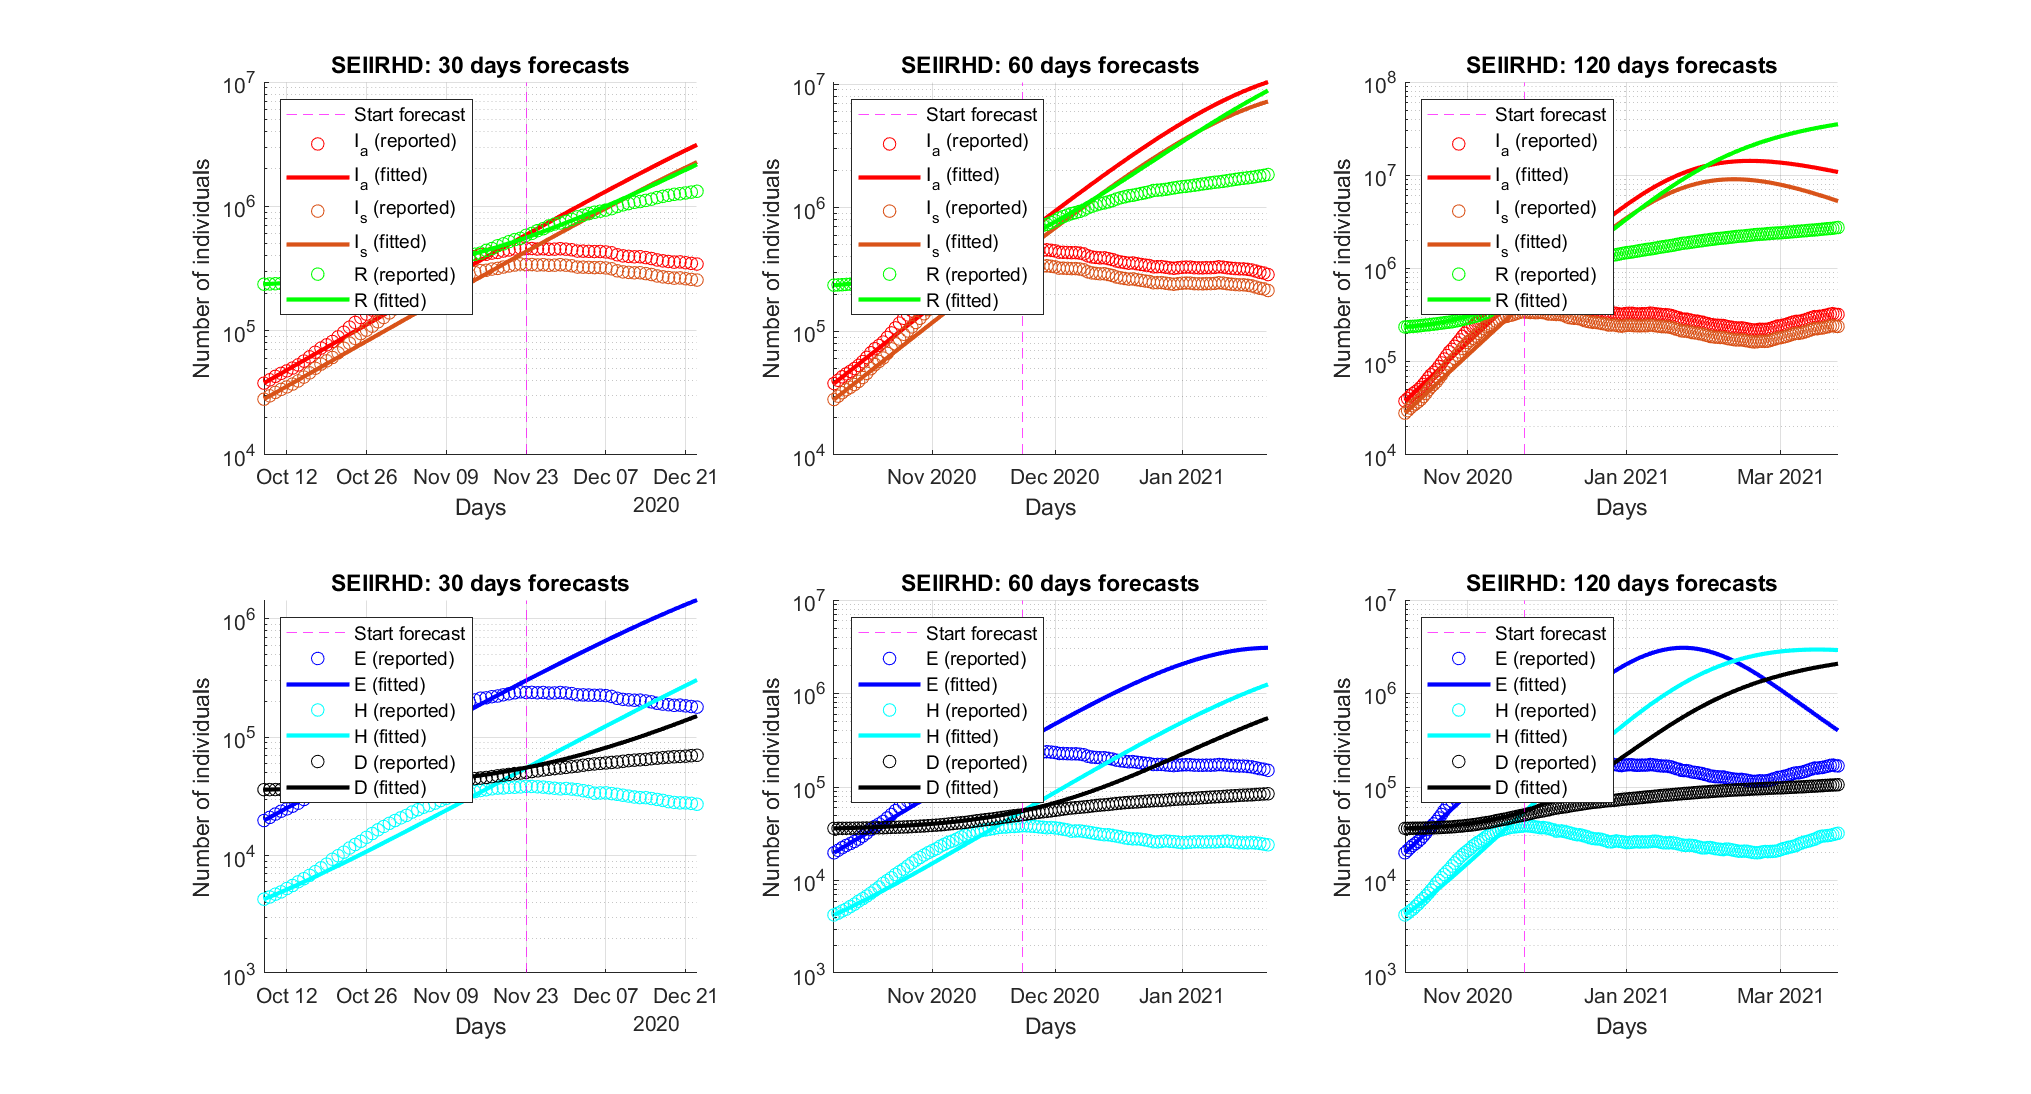 SEIIRHD: 30 days forecasts
10^7
10^6
10^5
10^4
Number of individuals
Start forecast
I_a (reported)
I_a (fitted)
I_s (reported)
I_s (fitted)
R (reported)
R (fitted)
Oct 12 Oct 26 Nov 09 Nov 23 Dec 07 Dec 21
Days
2020
SEIIRHD: 60 days forecasts
10^7
10^6
10^5
10^4
Number of individuals
Start forecast
I_a (reported)
I_a (fitted)
I_s (reported)
I_s (fitted)
R (reported)
R (fitted)
Nov 2020 Dec 2020 Jan 2021
Days
SEIIRHD: 120 days forecasts
10^8
10^7
10^6
10^5
10^4
Number of individuals
Start forecast
I_a (reported)
I_a (fitted)
I_s (reported)
I_s (fitted)
R (reported)
R (fitted)
Nov 2020 Jan 2021 Mar 2021
Days
SEIIRHD: 30 days forecasts
10^6
10^5
10^4
10^3
Number of individuals
Start forecast
E (reported)
E (fitted)
H (reported)
H (fitted)
D (reported)
D (fitted)
Oct 12 Oct 26 Nov 09 Nov 23 Dec 07 Dec 21
Days
2020
SEIIRHD: 60 days forecasts
10^7
10^6
10^5
10^4
10^3
Number of individuals
Start forecast
E (reported)
E (fitted)
H (reported)
H (fitted)
D (reported)
D (fitted)
Nov 2020 Dec 2020 Jan 2021
Days
SEIIRHD: 120 days forecasts
10^7
10^6
10^5
10^4
10^3
Number of individuals
Start forecast
E (reported)
E (fitted)
H (reported)
H (fitted)
D (reported)
D (fitted)
Nov 2020 Jan 2021 Mar 2021
Days